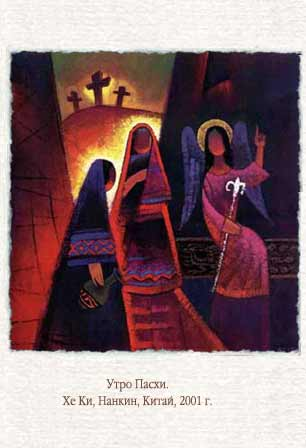 Утро Пасхи.
Хе Ки, Нанкин, Китай, 2001 г.